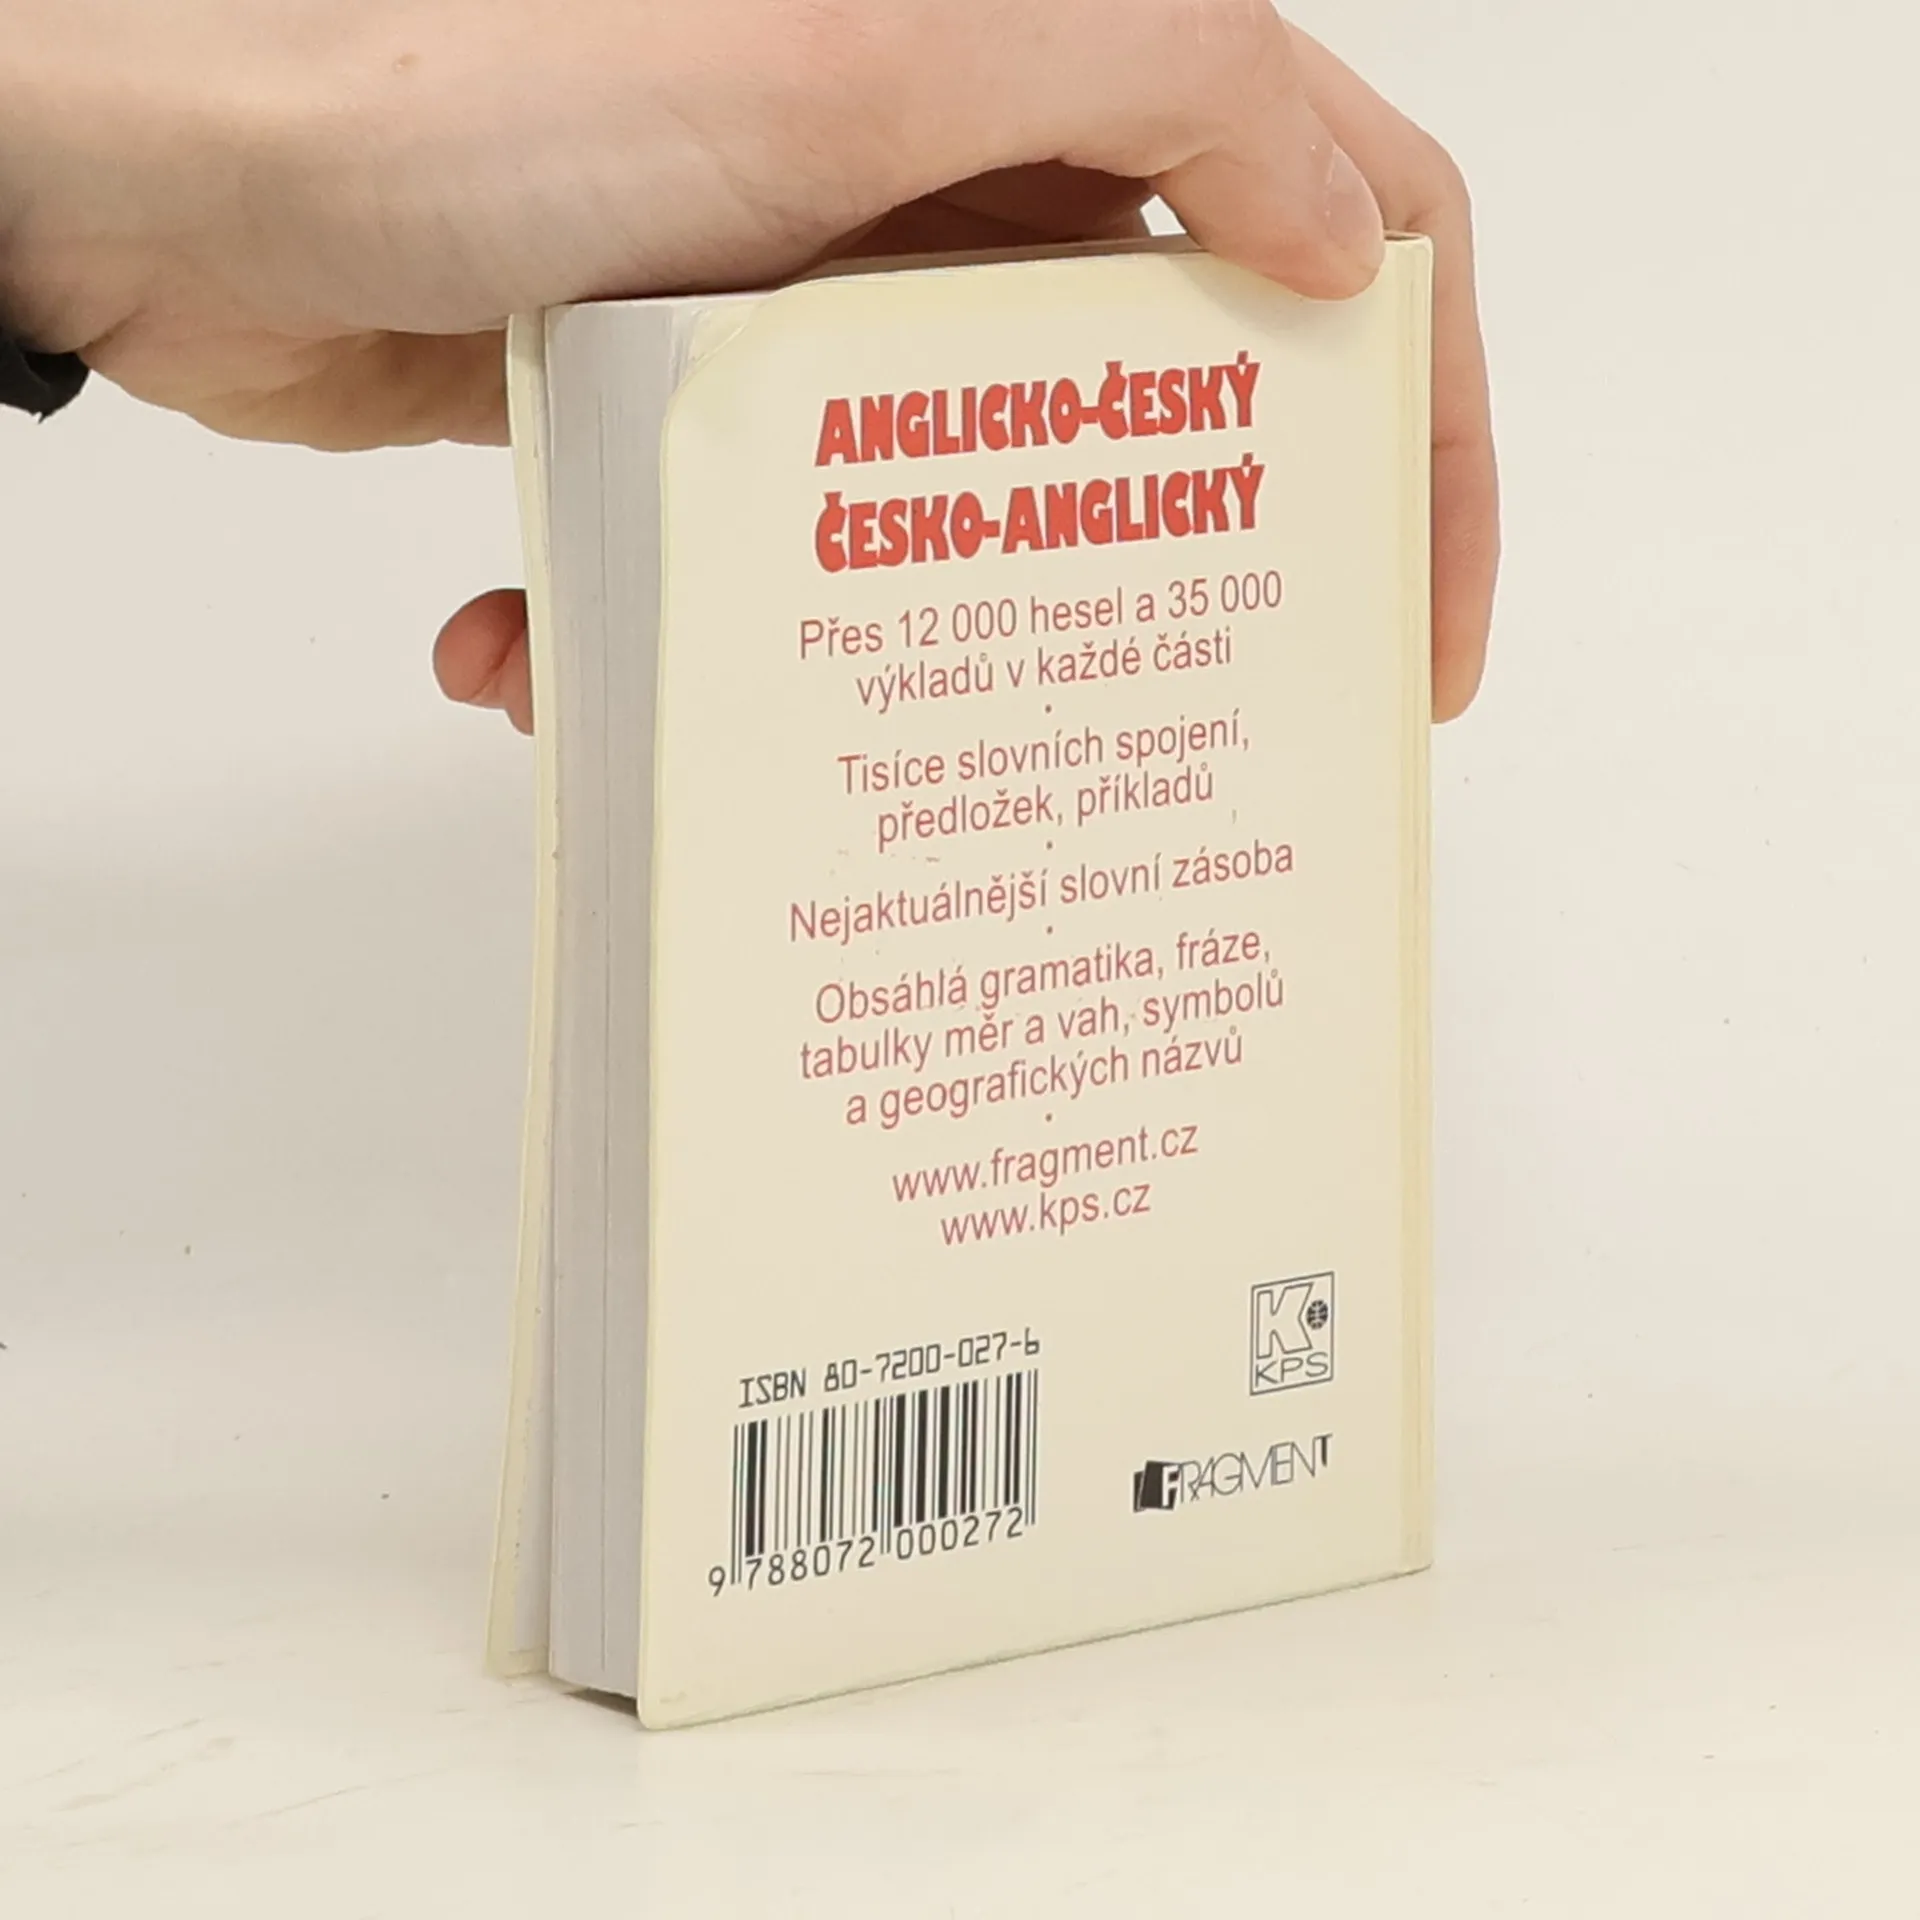 ANGLICKO-ČESKÝ
ČESKO-ANGLICKÝ
Přes 12 000 hesel a 35 000
výkladů v každé části
•
Tisíce slovních spojení,
předložek, příkladů
•
Nejaktuálnější slovní zásoba
•
Obsáhlá gramatika, fráze,
tabulky měr a vah, symbolů
a geografických názvů
•
www.fragment.cz
www.kps.cz
K
KPS
ISBN 80-7200-027-6
9 788072 000272
FRAGMENT